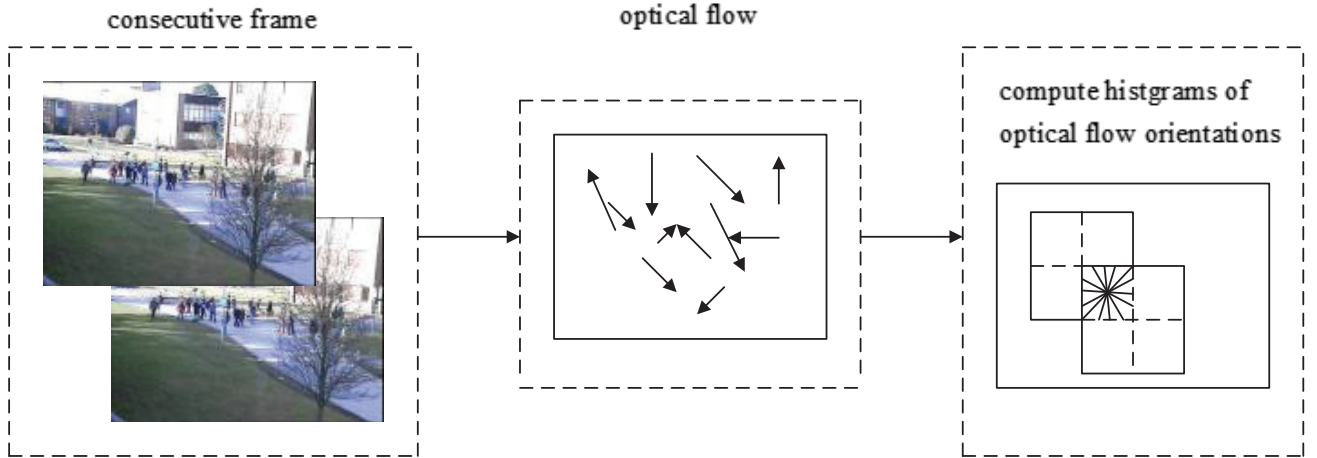 consecutive frame
optical flow
compute histgrams of
optical flow orientations